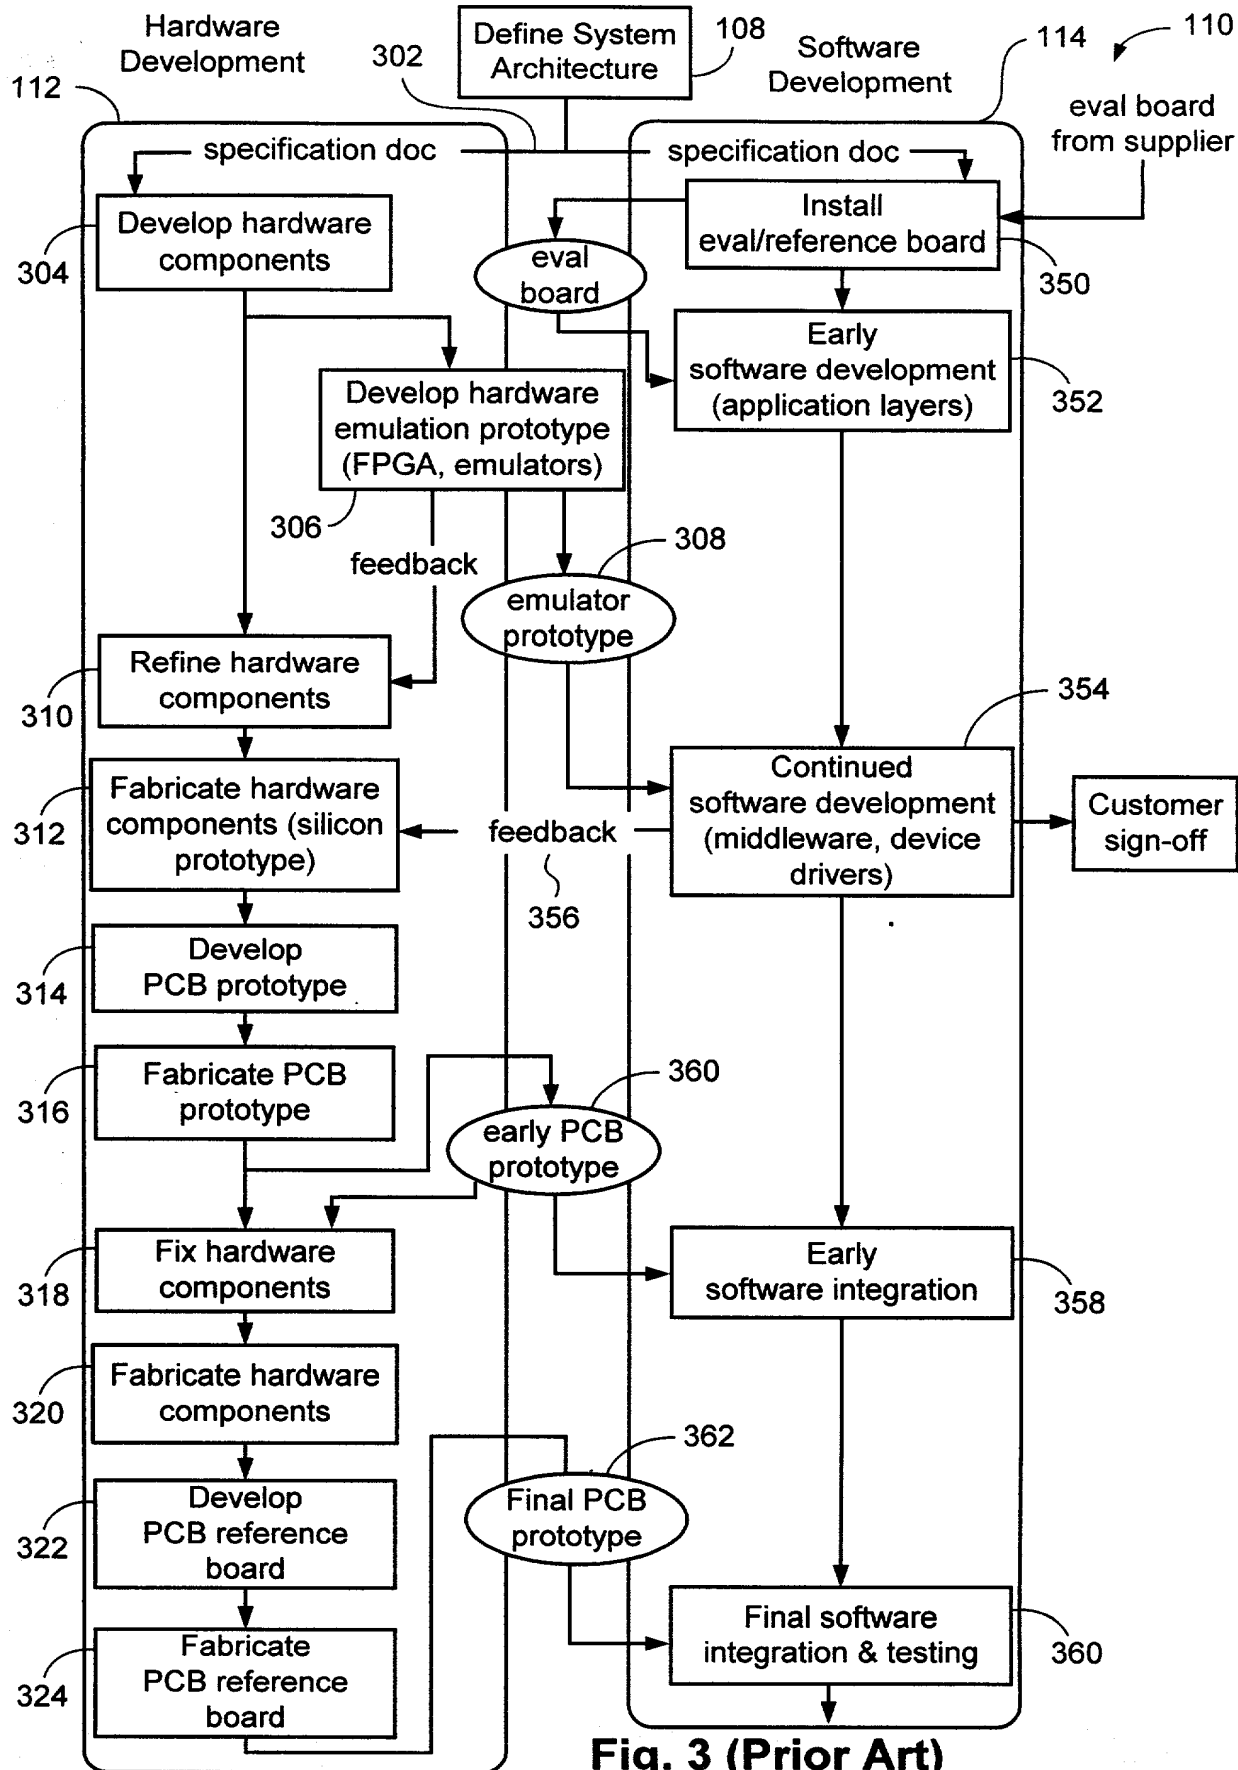 Hardware
Development
302
Define System
Architecture
108
Software
Development
114
110
112
eval board
from supplier
specification doc
specification doc
304
Develop hardware
components
Install
eval/reference board
350
eval
board
Early
software development
(application layers)
352
Develop hardware
emulation prototype
(FPGA, emulators)
306
feedback
308
emulator
prototype
Refine hardware
components
310
354
Continued
software development
(middleware, device
drivers)
Customer
sign-off
Fabricate hardware
components (silicon
prototype)
312
feedback
356
Develop
PCB prototype
314
Fabricate PCB
prototype
316
360
early PCB
prototype
Fix hardware
components
318
Early
software integration
358
Fabricate hardware
components
320
362
Final PCB
prototype
Develop
PCB reference
board
322
Final software
integration & testing
360
Fabricate
PCB reference
board
324
Fig. 3 (Prior Art)